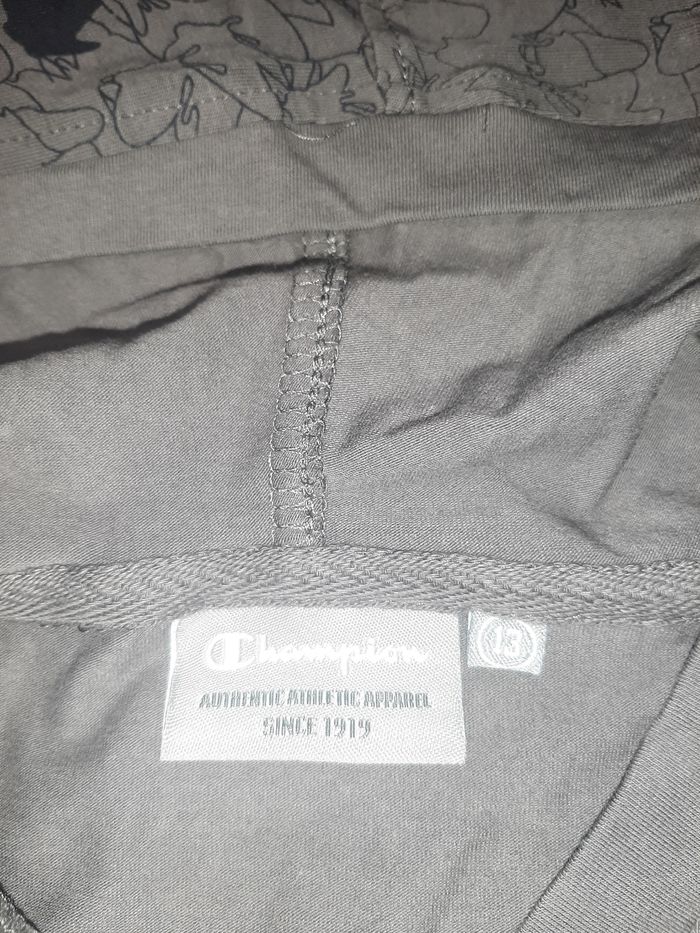 Champion
13
AUTHENTIC ATHLETIC APPAREL
SINCE 1919